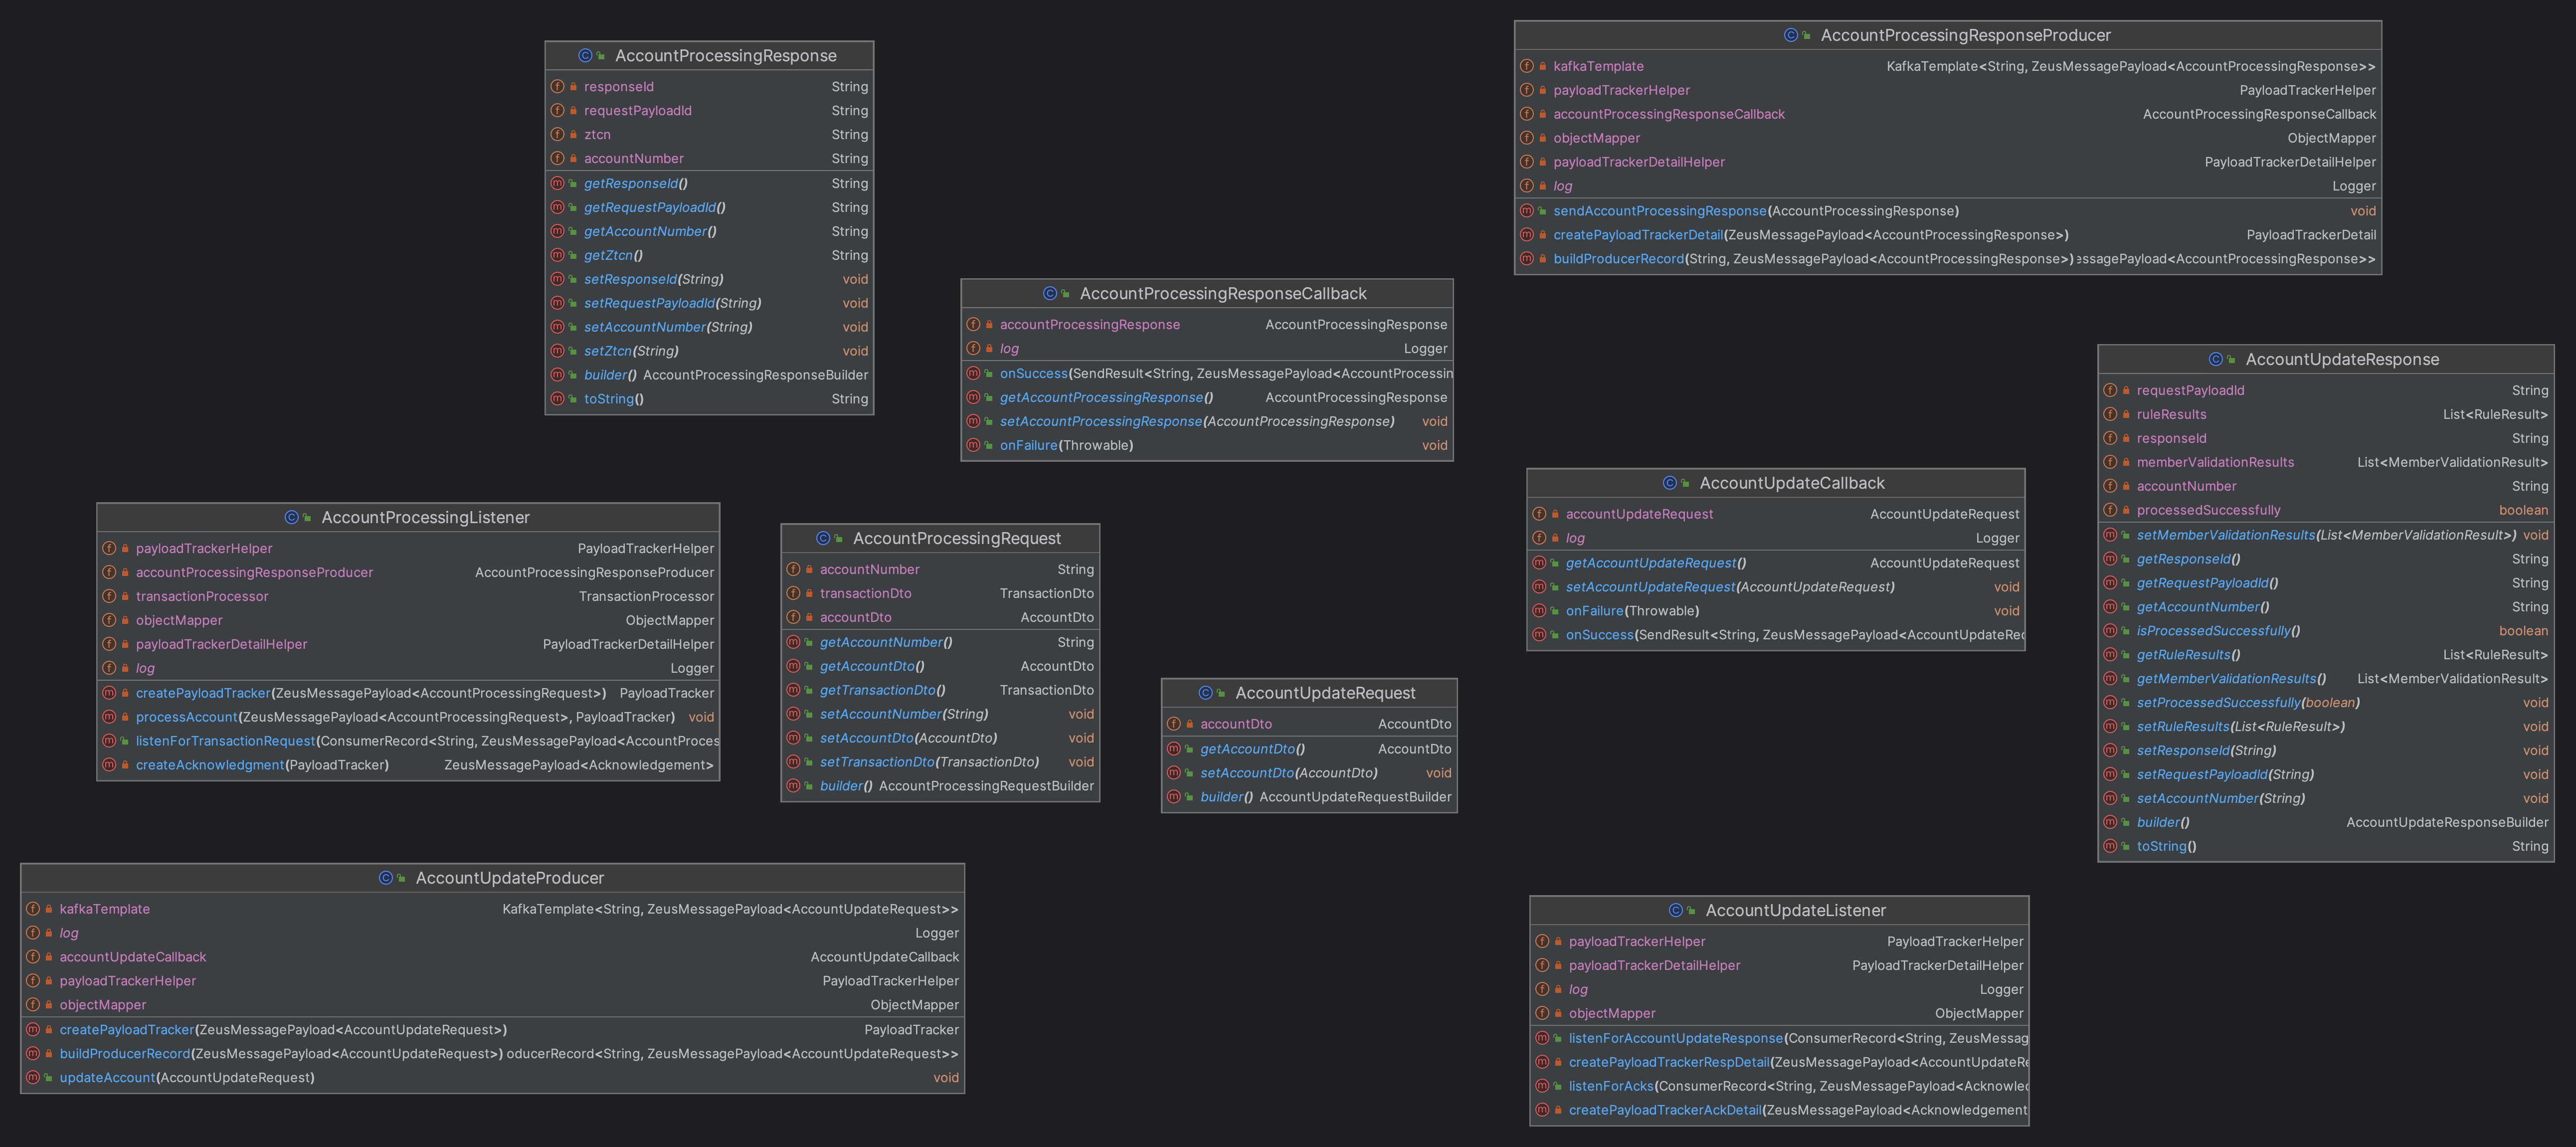 AccountProcessingResponse
responseId String
requestPayloadId String
ztcn String
accountNumber String
getResponseId() String
getRequestPayloadId() String
getAccountNumber() String
getZtcn() String
setResponseId(String) void
setRequestPayloadId(String) void
setAccountNumber(String) void
setZtcn(String) void
builder() AccountProcessingResponseBuilder
toString() String
AccountProcessingResponseProducer
kafkaTemplate KafkaTemplate<String, ZeusMessagePayload<AccountProcessingResponse>>
payloadTrackerHelper PayloadTrackerHelper
accountProcessingResponseCallback AccountProcessingResponseCallback
objectMapper ObjectMapper
payloadTrackerDetailHelper PayloadTrackerDetailHelper
log Logger
sendAccountProcessingResponse(AccountProcessingResponse) void
createPayloadTrackerDetail(ZeusMessagePayload<AccountProcessingResponse>) PayloadTrackerDetail
buildProducerRecord(String, ZeusMessagePayload<AccountProcessingResponse>) ssagePayload<AccountProcessingResponse>>
AccountProcessingResponseCallback
accountProcessingResponse AccountProcessingResponse
log Logger
onSuccess(SendResult<String, ZeusMessagePayload<AccountProcessin
getAccountProcessingResponse() AccountProcessingResponse
setAccountProcessingResponse(AccountProcessingResponse) void
onFailure(Throwable) void
AccountUpdateResponse
requestPayloadId String
ruleResults List<RuleResult>
responseId String
memberValidationResults List<MemberValidationResult>
accountNumber String
processedSuccessfully boolean
setMemberValidationResults(List<MemberValidationResult>) void
getResponseId() String
getRequestPayloadId() String
getAccountNumber() String
isProcessedSuccessfully() boolean
getRuleResults() List<RuleResult>
getMemberValidationResults() List<MemberValidationResult>
setProcessedSuccessfully(boolean) void
setRuleResults(List<RuleResult>) void
setResponseId(String) void
setRequestPayloadId(String) void
setAccountNumber(String) void
builder() AccountUpdateResponseBuilder
toString() String
AccountUpdateCallback
accountUpdateRequest AccountUpdateRequest
log Logger
getAccountUpdateRequest() AccountUpdateRequest
setAccountUpdateRequest(AccountUpdateRequest) void
onFailure(Throwable) void
onSuccess(SendResult<String, ZeusMessagePayload<AccountUpdateRec
AccountProcessingListener
payloadTrackerHelper PayloadTrackerHelper
accountProcessingResponseProducer AccountProcessingResponseProducer
transactionProcessor TransactionProcessor
objectMapper ObjectMapper
payloadTrackerDetailHelper PayloadTrackerDetailHelper
log Logger
createPayloadTracker(ZeusMessagePayload<AccountProcessingRequest>) PayloadTracker
processAccount(ZeusMessagePayload<AccountProcessingRequest>, PayloadTracker) void
listenForTransactionRequest(ConsumerRecord<String, ZeusMessagePayload<AccountProces
createAcknowledgment(PayloadTracker) ZeusMessagePayload<Acknowledgement>
AccountProcessingRequest
accountNumber String
transactionDto TransactionDto
accountDto AccountDto
getAccountNumber() String
getAccountDto() AccountDto
getTransactionDto() TransactionDto
setAccountNumber(String) void
setAccountDto(AccountDto) void
setTransactionDto(TransactionDto) void
builder() AccountProcessingRequestBuilder
AccountUpdateRequest
accountDto AccountDto
getAccountDto() AccountDto
setAccountDto(AccountDto) void
builder() AccountUpdateRequestBuilder
AccountUpdateProducer
kafkaTemplate KafkaTemplate<String, ZeusMessagePayload<AccountUpdateRequest>>
log Logger
accountUpdateCallback AccountUpdateCallback
payloadTrackerHelper PayloadTrackerHelper
objectMapper ObjectMapper
createPayloadTracker(ZeusMessagePayload<AccountUpdateRequest>) PayloadTracker
buildProducerRecord(ZeusMessagePayload<AccountUpdateRequest>) oducerRecord<String, ZeusMessagePayload<AccountUpdateRequest>>
updateAccount(AccountUpdateRequest) void
AccountUpdateListener
payloadTrackerHelper PayloadTrackerHelper
payloadTrackerDetailHelper PayloadTrackerDetailHelper
log Logger
objectMapper ObjectMapper
listenForAccountUpdateResponse(ConsumerRecord<String, ZeusMessag
createPayloadTrackerRespDetail(ZeusMessagePayload<AccountUpdateRe
listenForAcks(ConsumerRecord<String, ZeusMessagePayload<Acknowled
createPayloadTrackerAckDetail(ZeusMessagePayload<Acknowledgement